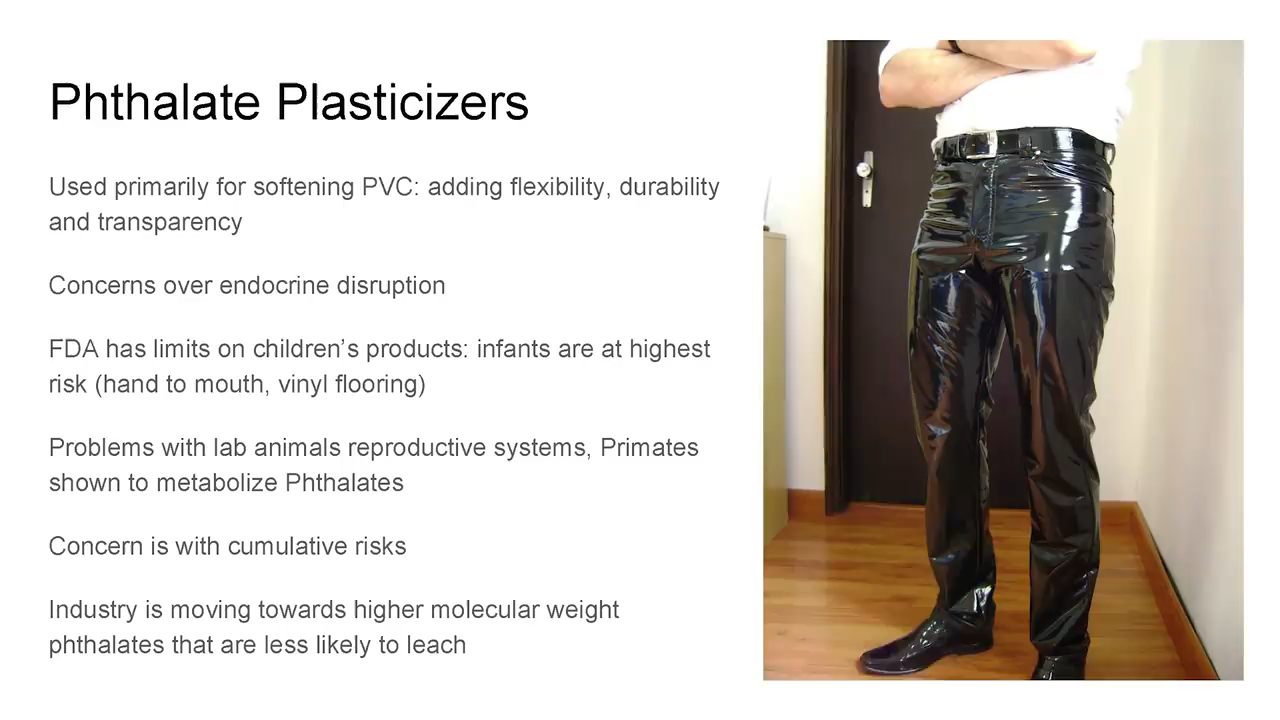 Phthalate Plasticizers
Used primarily for softening PVC: adding flexibility, durability
and transparency
Concerns over endocrine disruption
FDA has limits on children’s products: infants are at highest
risk (hand to mouth, vinyl flooring)
Problems with lab animals reproductive systems, Primates
shown to metabolize Phthalates
Concern is with cumulative risks
Industry is moving towards higher molecular weight
phthalates that are less likely to leach